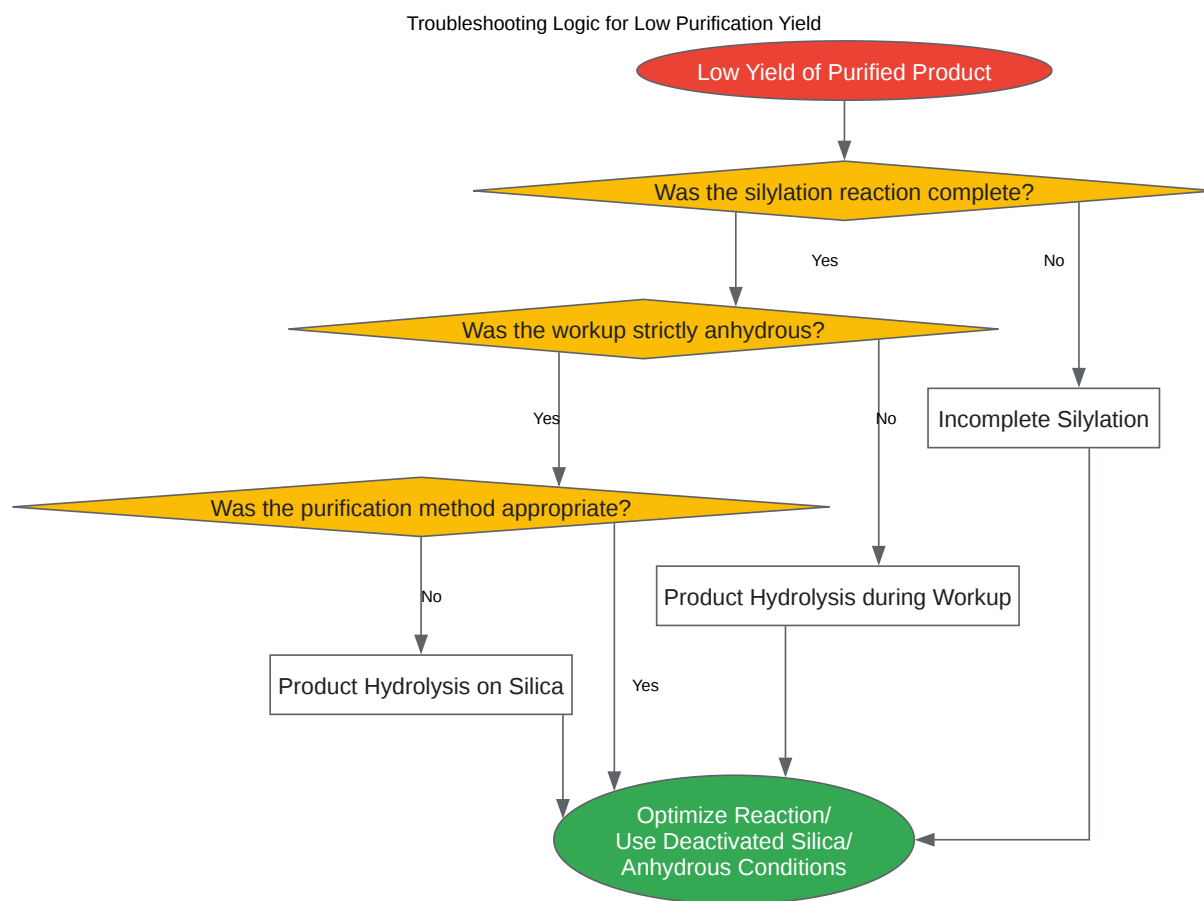 Troubleshooting Logic for Low Purification Yield
Low Yield of Purified Product
Was the silylation reaction complete?
Yes
No
Was the workup strictly anhydrous?
Yes
No
Incomplete Silylation
Was the purification method appropriate?
No
Product Hydrolysis during Workup
Product Hydrolysis on Silica
Yes
Optimize Reaction/
Use Deactivated Silica/
Anhydrous Conditions